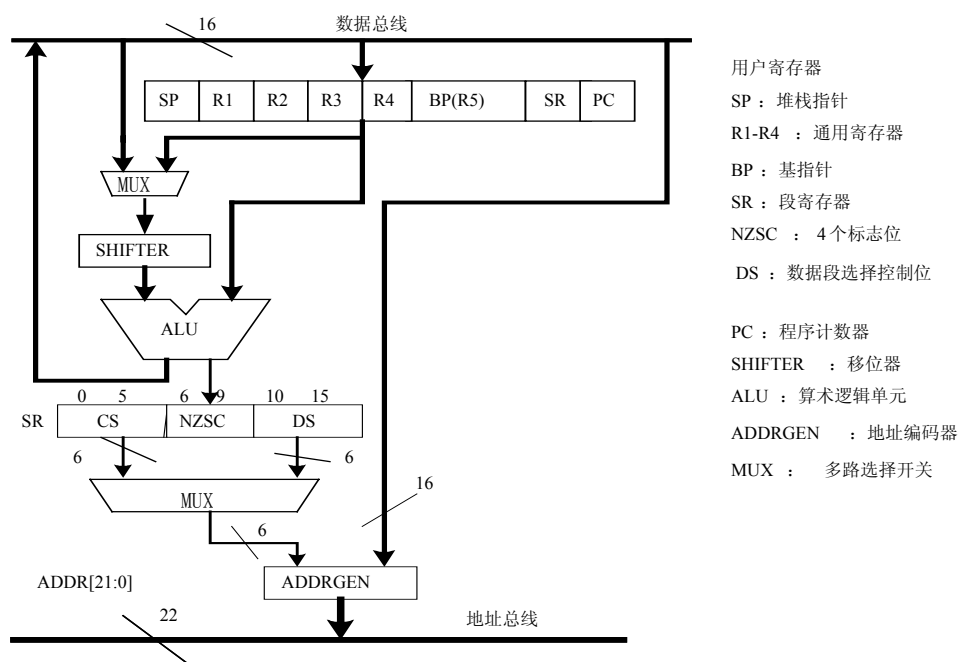 16
数据总线
SP R1 R2 R3 R4 BP(R5) SR PC
MUX
SHIFTER
ALU
0 5 6 9 10 15
SR CS NZSC DS
6 6
MUX
16
6
ADDRGEN
ADDR[21:0]
22
地址总线
用户寄存器
SP：堆栈指针
R1-R4 ：通用寄存器
BP：基指针
SR：段寄存器
NZSC ： 4个标志位
DS：数据段选择控制位
PC：程序计数器
SHIFTER ：移位器
ALU：算术逻辑单元
ADDRGEN ：地址编码器
MUX： 多路选择开关